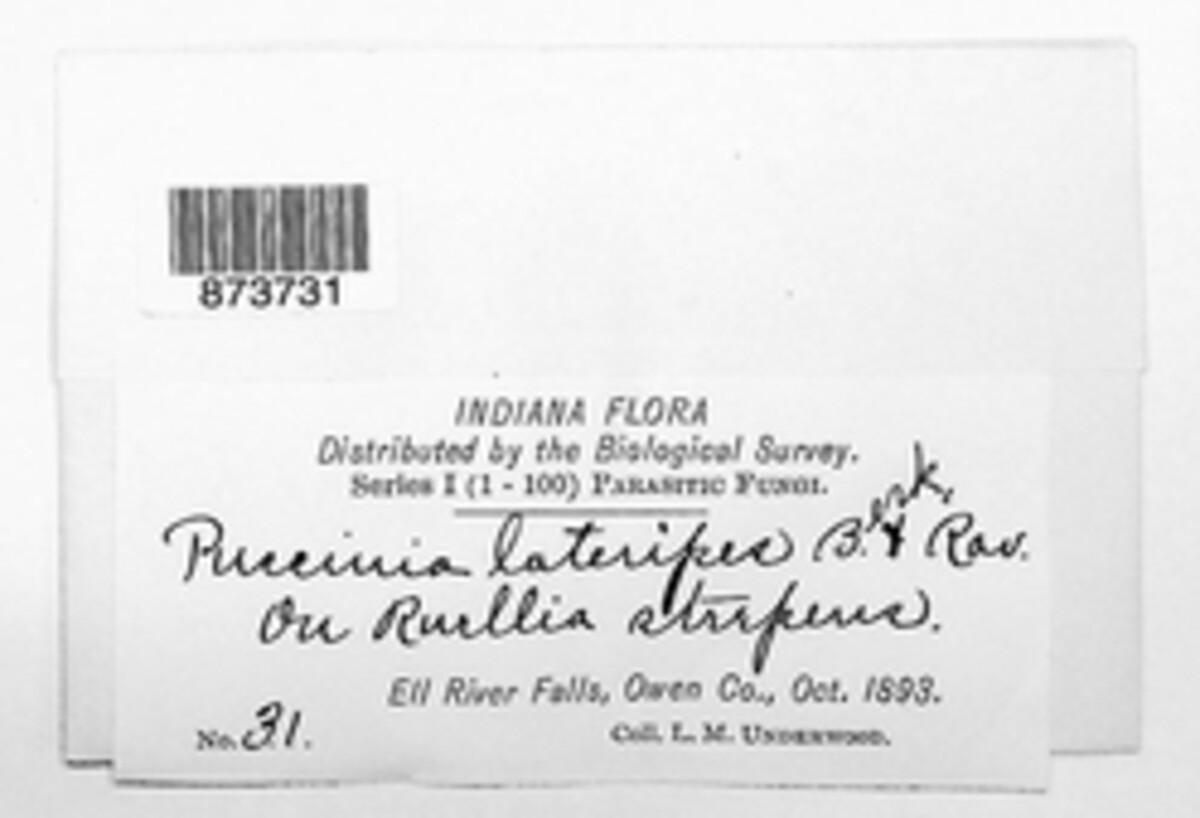 873731
INDIANA FLORA
Distributed by the Biological Survey.
Series I (1 - 100) PARASITIC FUNGI.
Puccinia lateripes B.erk. & Rav.
On Ruellia strepens.
Ell River Falls, Owen Co., Oct. 1893.
No. 31.
Coll. L. M. UNDERWOOD.